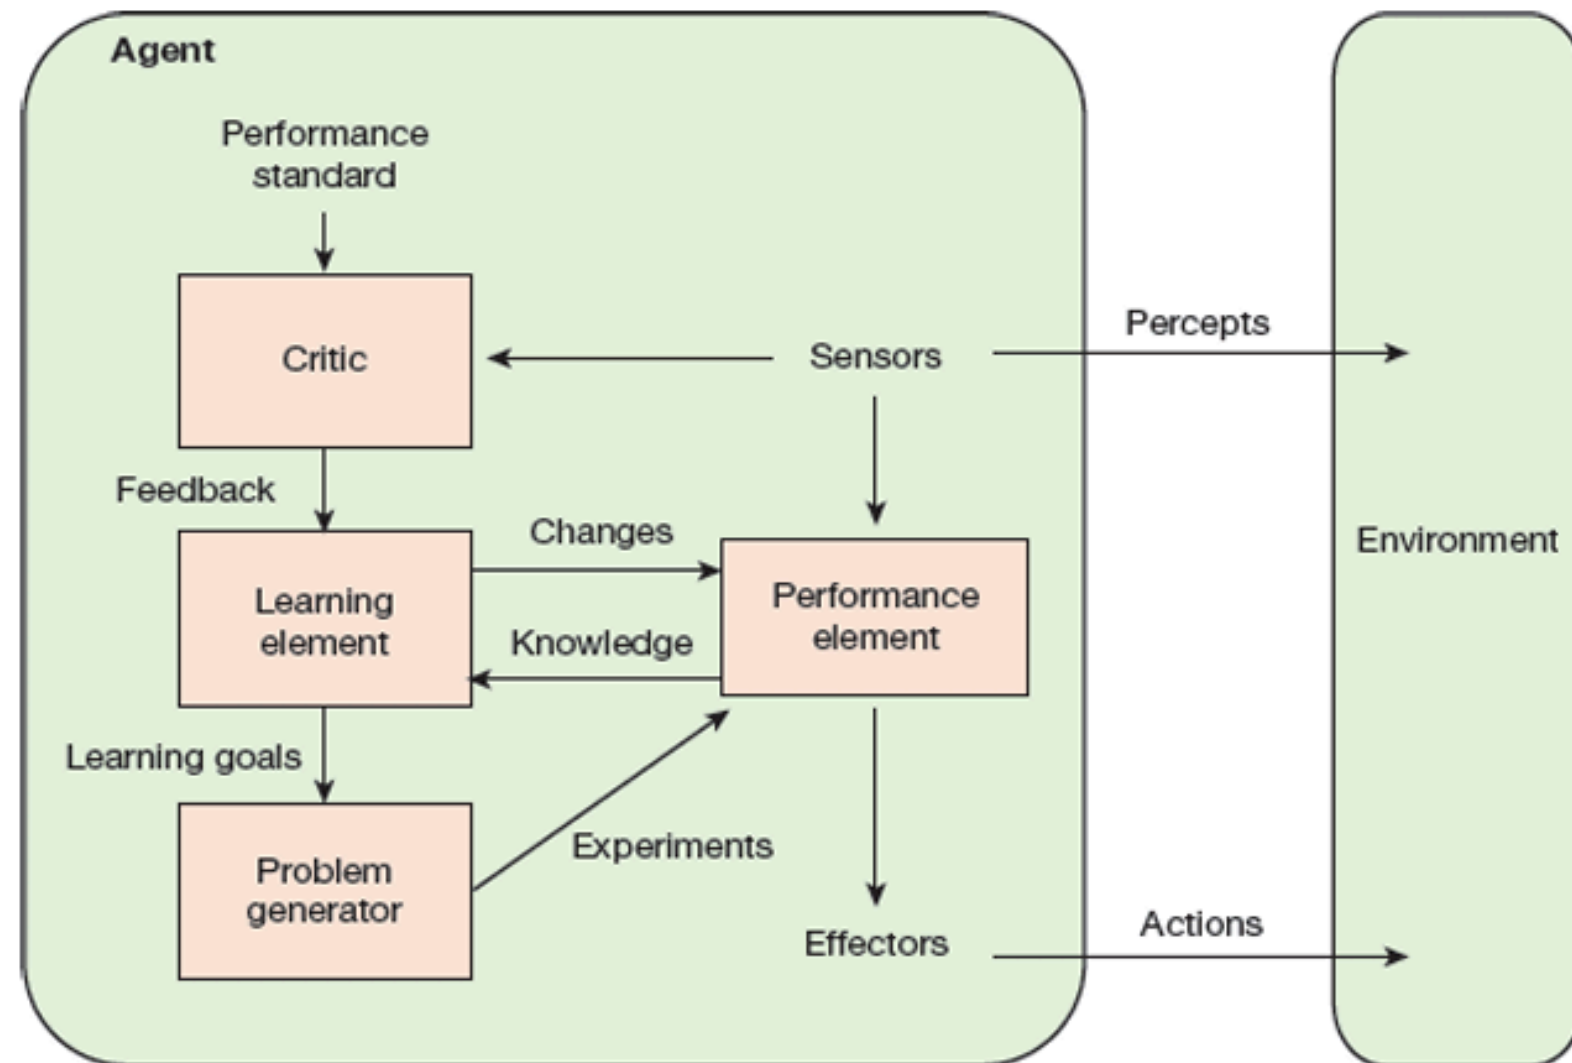 Agent
Performance
standard
Critic
Sensors
Percepts
Feedback
Changes
Environment
Learning
element
Performance
element
Knowledge
Learning goals
Experiments
Problem
generator
Effectors
Actions